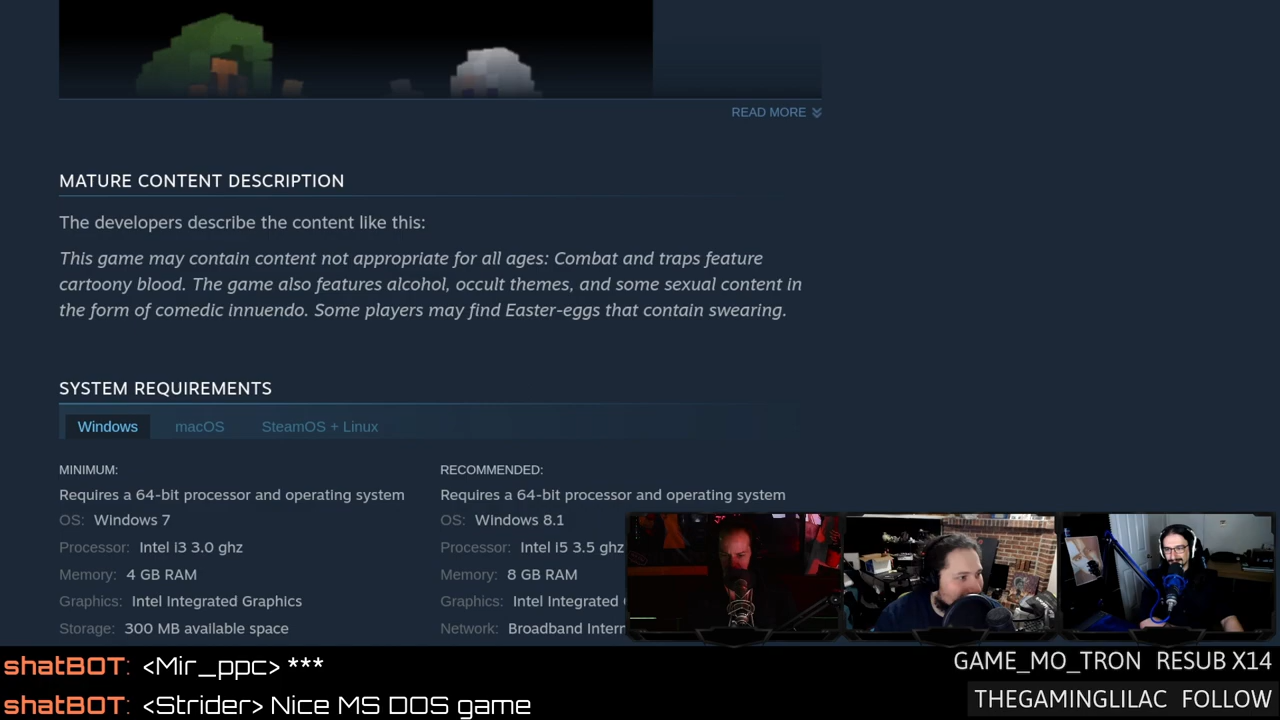 READ MORE
MATURE CONTENT DESCRIPTION
The developers describe the content like this:
This game may contain content not appropriate for all ages: Combat and traps feature
cartoony blood. The game also features alcohol, occult themes, and some sexual content in
the form of comedic innuendo. Some players may find Easter-eggs that contain swearing.
SYSTEM REQUIREMENTS
Windows macOS SteamOS + Linux
MINIMUM:
Requires a 64-bit processor and operating system
OS: Windows 7
Processor: Intel I3 3.0 ghz
Memory: 4 GB RAM
Graphics: Intel Integrated Graphics
Storage: 300 MB available space
RECOMMENDED:
Requires a 64-bit processor and operating system
OS: Windows 8.1
Processor: Intel I5 3.5 ghz
Memory: 8 GB RAM
Graphics: Intel Integrated
Network: Broadband Intern
shatBOT: <Mir_ppc> ***
shatBOT: <Strider> Nice MS DOS game
GAME_MO_TRON RESUB X14
THEGAMINGLILAC FOLLOW